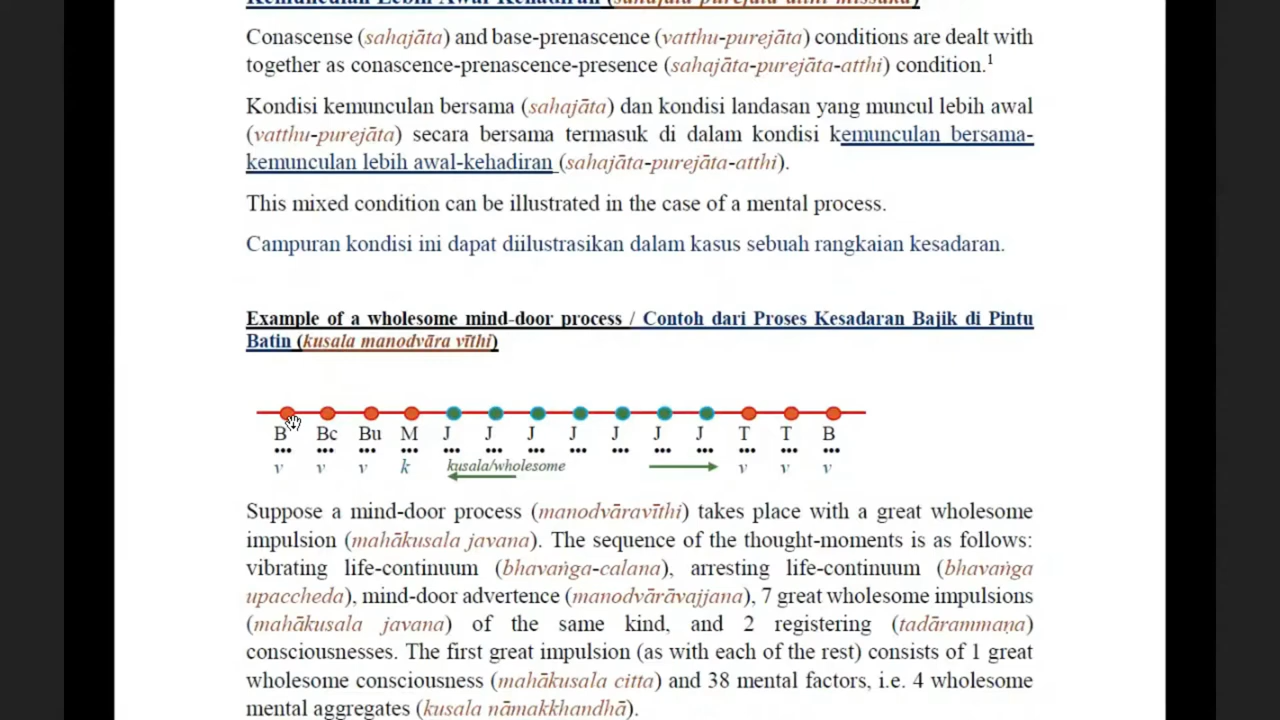 Kemunculan Lebih Awal Kehadiran (sahajāta-purejāta-atthi missaka)
Conascense (sahajāta) and base-prenascence (vatthu-purejāta) conditions are dealt with
together as conascence-prenascence-presence (sahajāta-purejāta-atthi) condition.¹
Kondisi kemunculan bersama (sahajāta) dan kondisi landasan yang muncul lebih awal
(vatthu-purejāta) secara bersama termasuk di dalam kondisi kemunculan bersama-
kemunculan lebih awal-kehadiran (sahajāta-purejāta-atthi).
This mixed condition can be illustrated in the case of a mental process.
Campuran kondisi ini dapat diilustrasikan dalam kasus sebuah rangkaian kesadaran.
Example of a wholesome mind-door process / Contoh dari Proses Kesadaran Bajik di Pintu
Batin (kusala manodvāra vīthi)
B Bc Bu M J J J J J J J T T B
••• ••• ••• ••• ••• ••• ••• ••• ••• ••• ••• ••• ••• •••
v v v k kusala/wholesome v v v
Suppose a mind-door process (manodvāravīthi) takes place with a great wholesome
impulsion (mahākusala javana). The sequence of the thought-moments is as follows:
vibrating life-continuum (bhavaṅga-calana), arresting life-continuum (bhavaṅga
upaccheda), mind-door advertence (manodvārāvajjana), 7 great wholesome impulsions
(mahākusala javana) of the same kind, and 2 registering (tadārammaṇa)
consciousnesses. The first great impulsion (as with each of the rest) consists of 1 great
wholesome consciousness (mahākusala citta) and 38 mental factors, i.e. 4 wholesome
mental aggregates (kusala nāmakkhandhā).